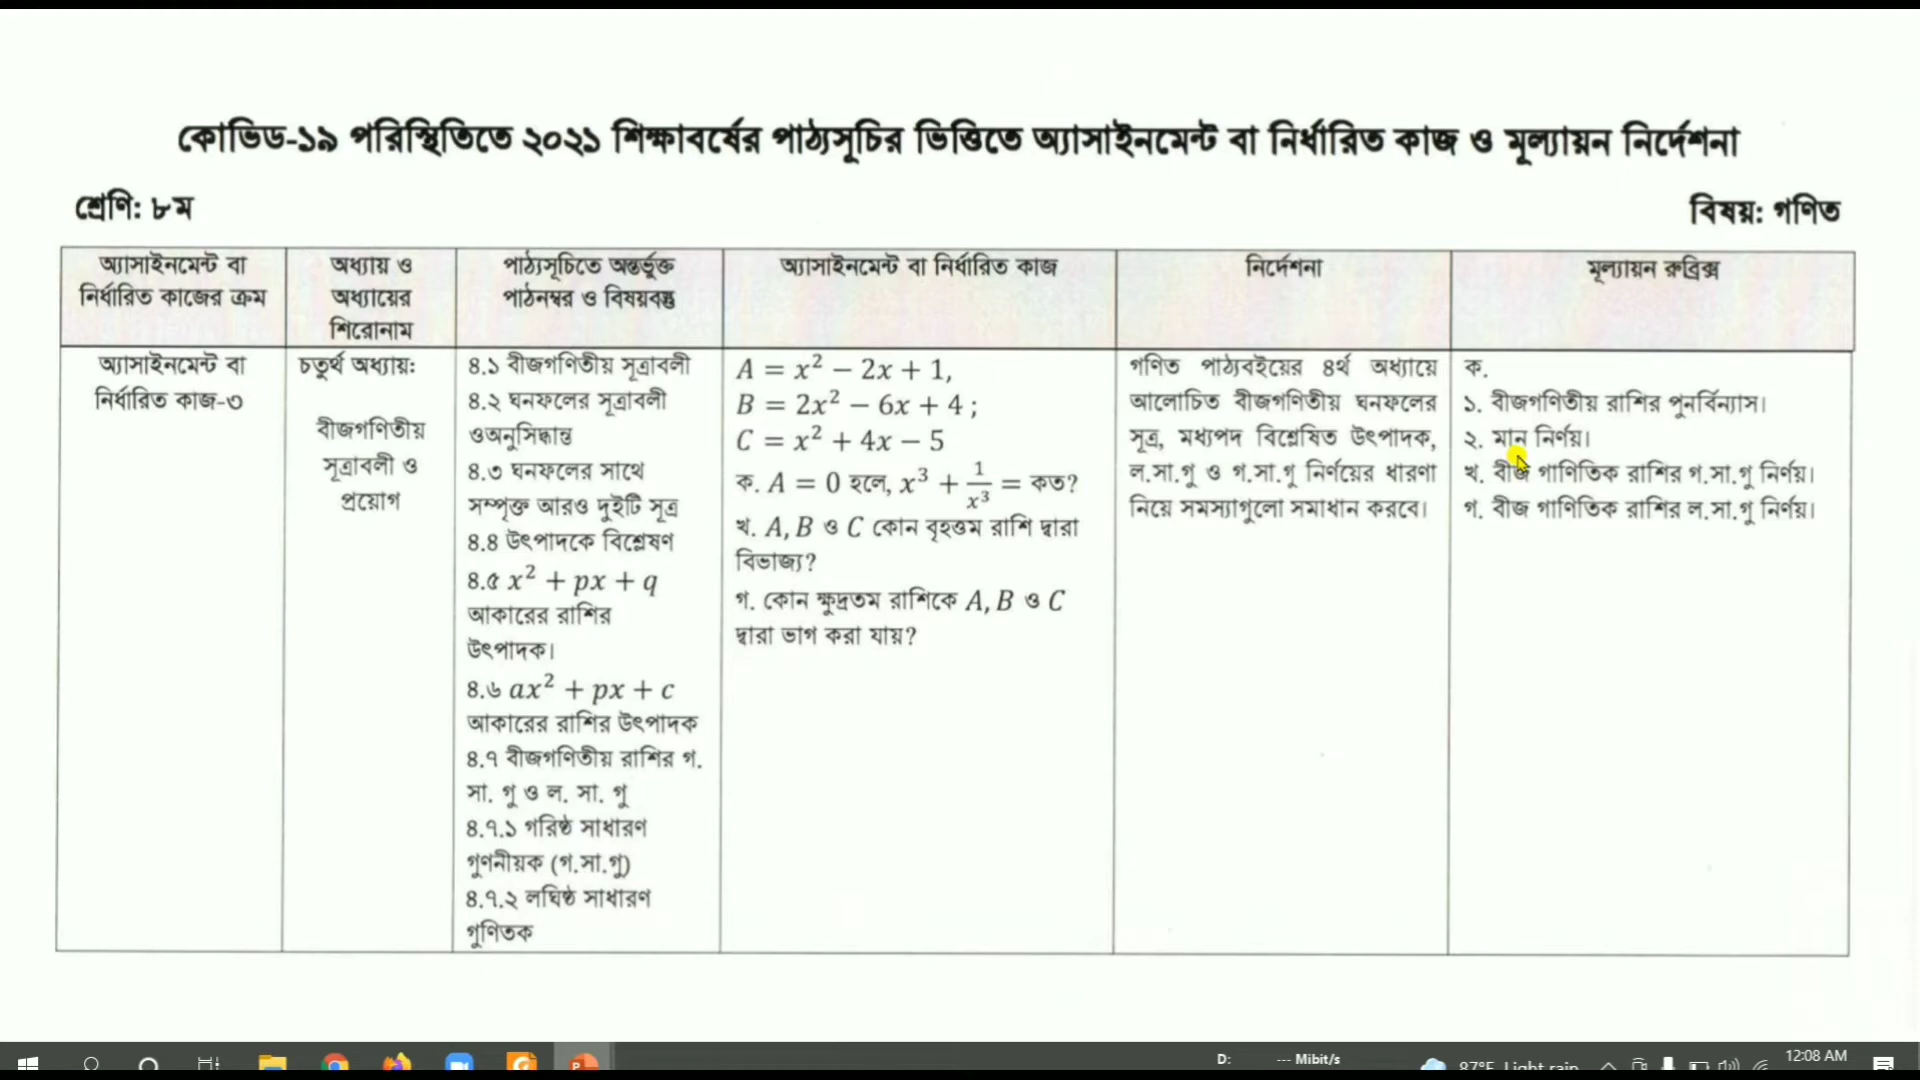 কোভিড-১৯ পরিস্থিতিতে ২০২১ শিক্ষাবর্ষের পাঠ্যসূচির ভিত্তিতে অ্যাসাইনমেন্ট বা নির্ধারিত কাজ ও মূল্যায়ন নির্দেশনা
শ্রেণি: ৮ম
বিষয়: গণিত
অ্যাসাইনমেন্ট বা
নির্ধারিত কাজের ক্রম
অধ্যায় ও
অধ্যায়ের
শিরোনাম
পাঠ্যসূচিতে অন্তর্ভুক্ত
পাঠনম্বর ও বিষয়বস্তু
অ্যাসাইনমেন্ট বা নির্ধারিত কাজ
নির্দেশনা
মূল্যায়ন রুব্রিক্স
অ্যাসাইনমেন্ট বা
নির্ধারিত কাজ-৩
চতুর্থ অধ্যায়:
বীজগণিতীয়
সূত্রাবলী ও
প্রয়োগ
৪.১ বীজগণিতীয় সূত্রাবলী
৪.২ ঘনফলের সূত্রাবলী
ওঅনুসিদ্ধান্ত
৪.৩ ঘনফলের সাথে
সম্পৃক্ত আরও দুইটি সূত্র
৪.৪ উৎপাদকে বিশ্লেষণ
৪.৫ x² + px + q
আকারের রাশির
উৎপাদক।
৪.৬ ax² + px + c
আকারের রাশির উৎপাদক
৪.৭ বীজগণিতীয় রাশির গ.
সা. গু ও ল. সা. গু
৪.৭.১ গরিষ্ঠ সাধারণ
গুণনীয়ক (গ.সা.গু)
৪.৭.২ লঘিষ্ঠ সাধারণ
গুণিতক
A = x² − 2x + 1,
B = 2x² − 6x + 4 ;
C = x² + 4x − 5
ক. A = 0 হলে, x³ + 1/x³ = কত?
খ. A, B ও C কোন বৃহত্তম রাশি দ্বারা
বিভাজ্য?
গ. কোন ক্ষুদ্রতম রাশিকে A, B ও C
দ্বারা ভাগ করা যায়?
গণিত পাঠ্যবইয়ের ৪র্থ অধ্যায়ে
আলোচিত বীজগণিতীয় ঘনফলের
সূত্র, মধ্যপদ বিশ্লেষিত উৎপাদক,
ল.সা.গু ও গ.সা.গু নির্ণয়ের ধারণা
নিয়ে সমস্যাগুলো সমাধান করবে।
ক.
১. বীজগণিতীয় রাশির পুনর্বিন্যাস।
২. মান নির্ণয়।
খ. বীজ গাণিতিক রাশির গ.সা.গু নির্ণয়।
গ. বীজ গাণিতিক রাশির ল.সা.গু নির্ণয়।
D: --- Mibit/s
87°F Light rain
12:08 AM